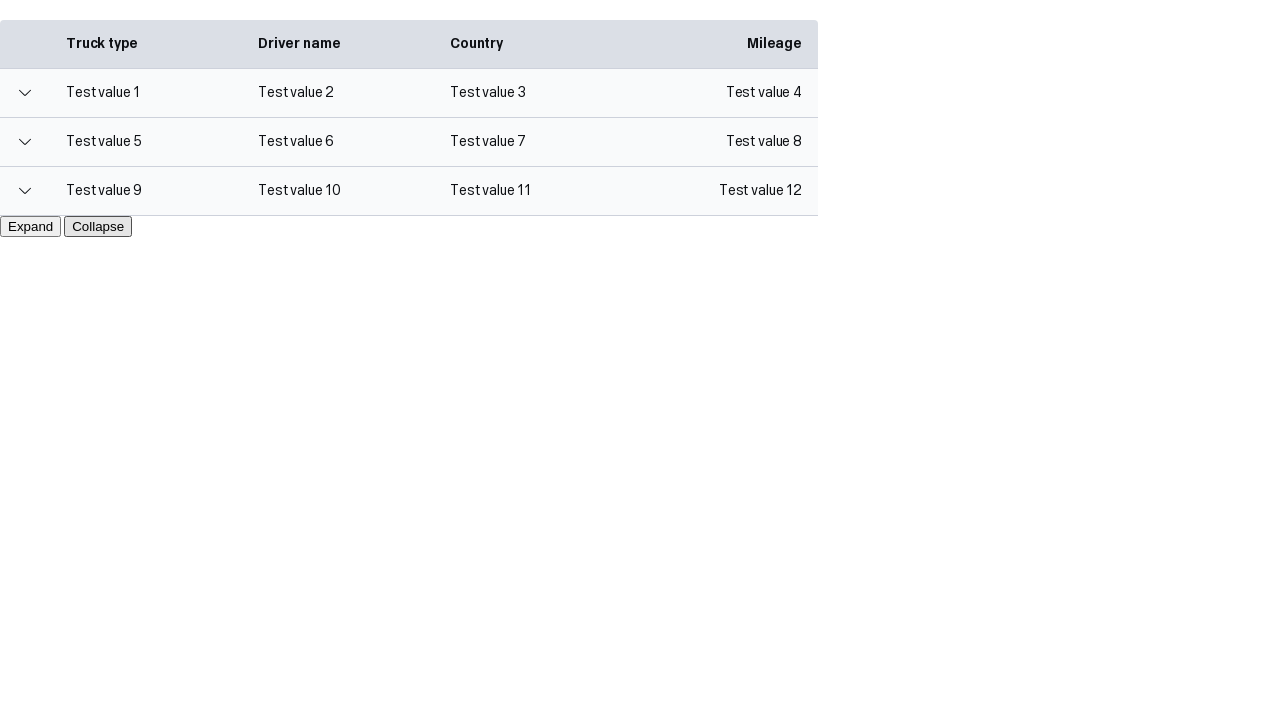 Truck type Driver name Country Mileage
Test value 1 Test value 2 Test value 3 Test value 4
Test value 5 Test value 6 Test value 7 Test value 8
Test value 9 Test value 10 Test value 11 Test value 12
Expand Collapse